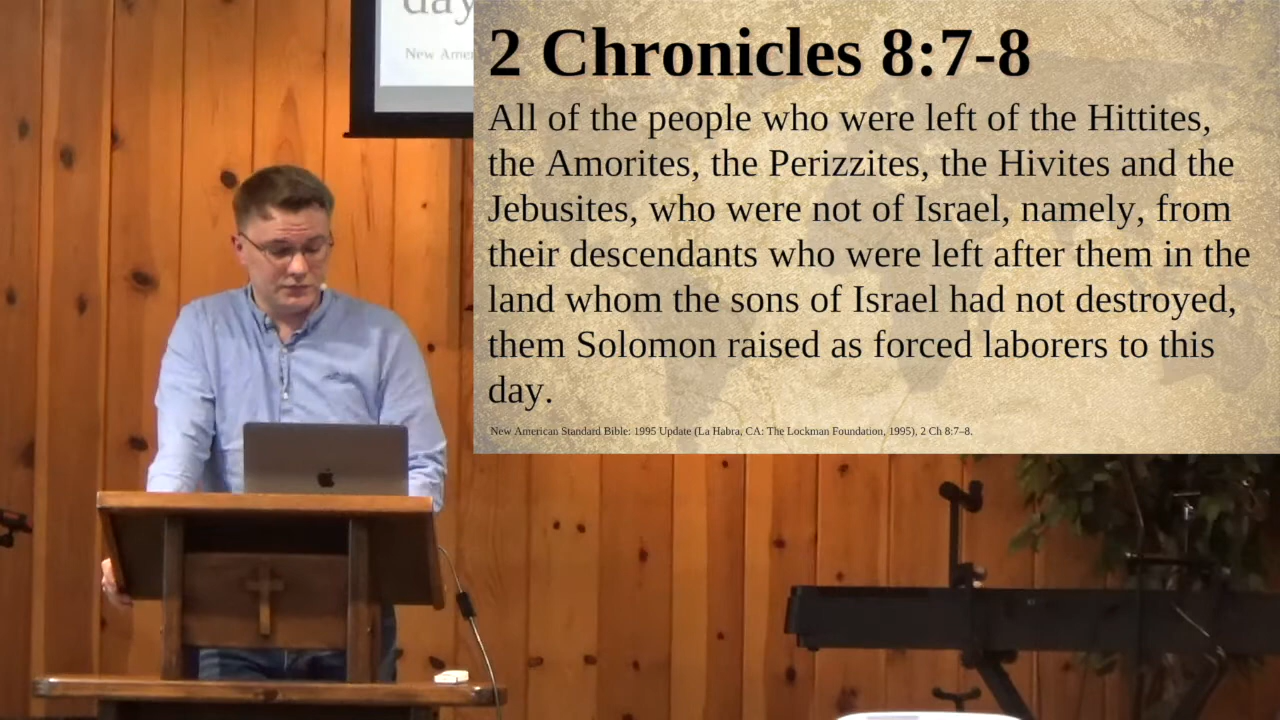 day
New Amer
2 Chronicles 8:7-8
All of the people who were left of the Hittites,
the Amorites, the Perizzites, the Hivites and the
Jebusites, who were not of Israel, namely, from
their descendants who were left after them in the
land whom the sons of Israel had not destroyed,
them Solomon raised as forced laborers to this
day.
New American Standard Bible: 1995 Update (La Habra, CA: The Lockman Foundation, 1995), 2 Ch 8:7–8.